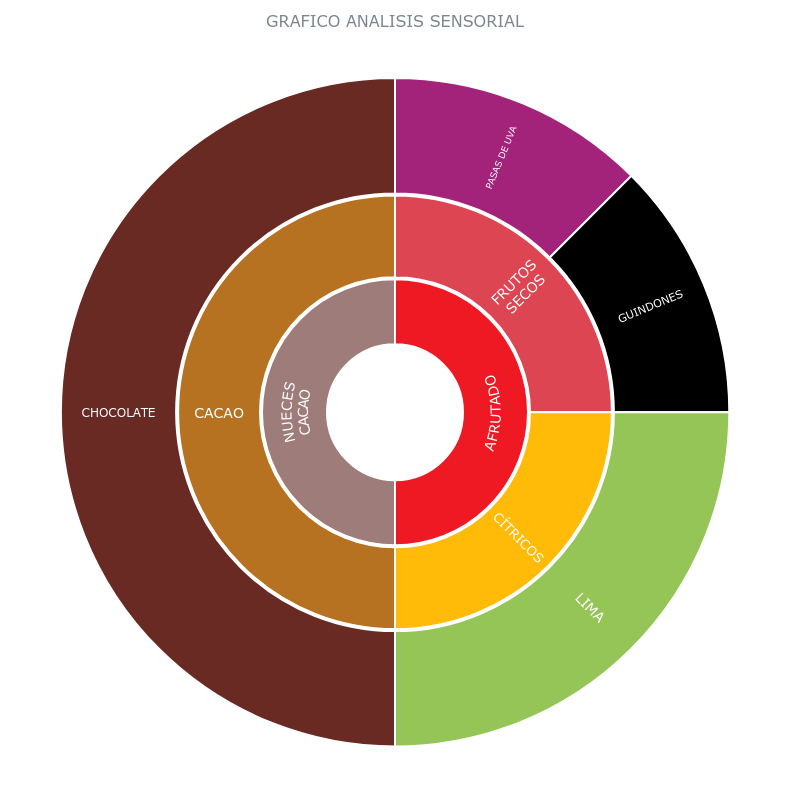 GRAFICO ANALISIS SENSORIAL
PASAS DE UVA
GUINDONES
FRUTOS
SECOS
AFRUTADO
NUECES
CACAO
CACAO
CHOCOLATE
CÍTRICOS
LIMA